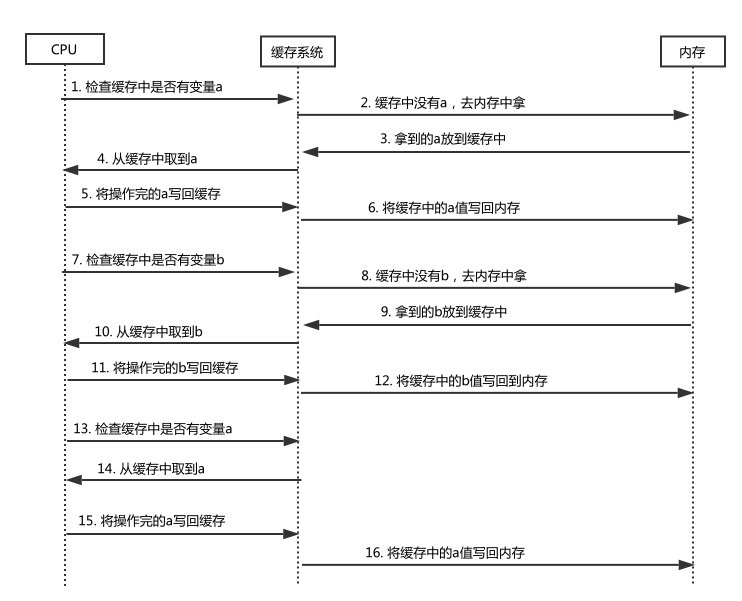 CPU
缓存系统
内存
1. 检查缓存中是否有变量a
2. 缓存中没有a，去内存中拿
3. 拿到的a放到缓存中
4. 从缓存中取到a
5. 将操作完的a写回缓存
6. 将缓存中的a值写回内存
7. 检查缓存中是否有变量b
8. 缓存中没有b，去内存中拿
9. 拿到的b放到缓存中
10. 从缓存中取到b
11. 将操作完的b写回缓存
12. 将缓存中的b值写回到内存
13. 检查缓存中是否有变量a
14. 从缓存中取到a
15. 将操作完的a写回缓存
16. 将缓存中的a值写回内存